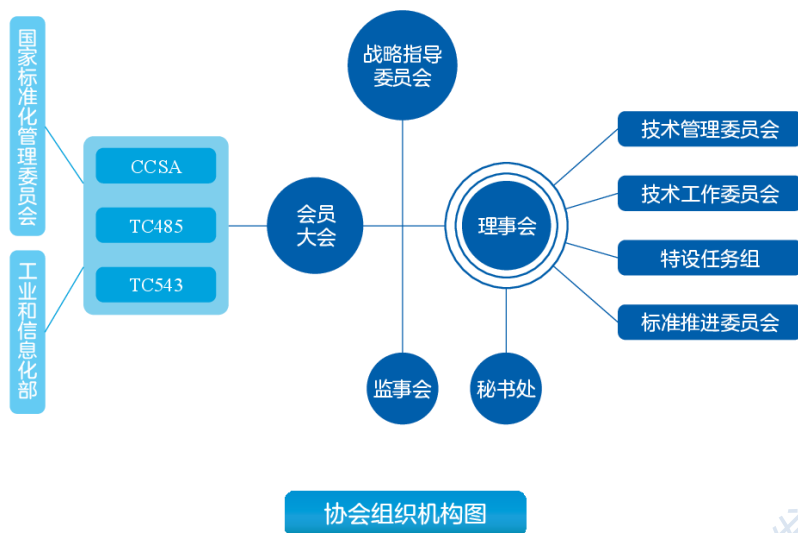 国家标准化管理委员会
工业和信息化部
CCSA
TC485
TC543
会员
大会
战略指导
委员会
理事会
监事会
秘书处
技术管理委员会
技术工作委员会
特设任务组
标准推进委员会
协会组织机构图